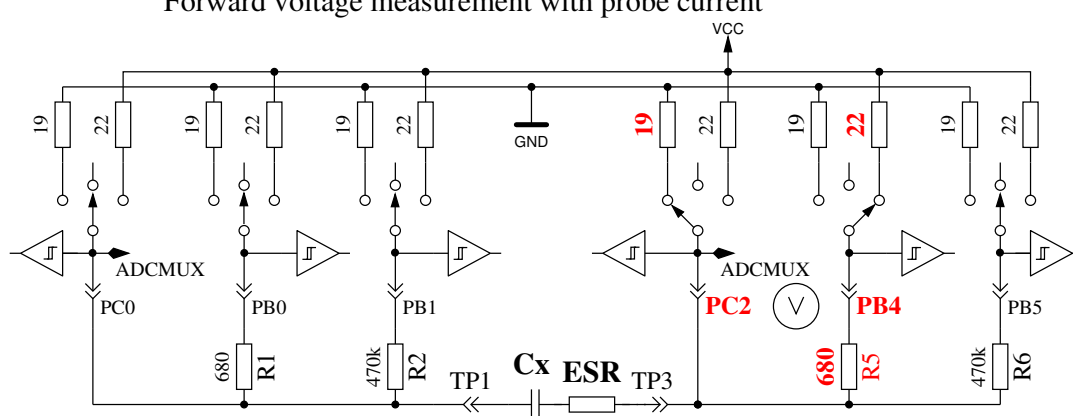 Forward voltage measurement with probe current
VCC
19 22 19 22 19 22 GND 19 22 19 22 19 22
ADCMUX ADCMUX
PC0 PB0 PB1 PC2 V PB4 PB5
680 R1 470k R2 680 R5 470k R6
TP1 Cx ESR TP3